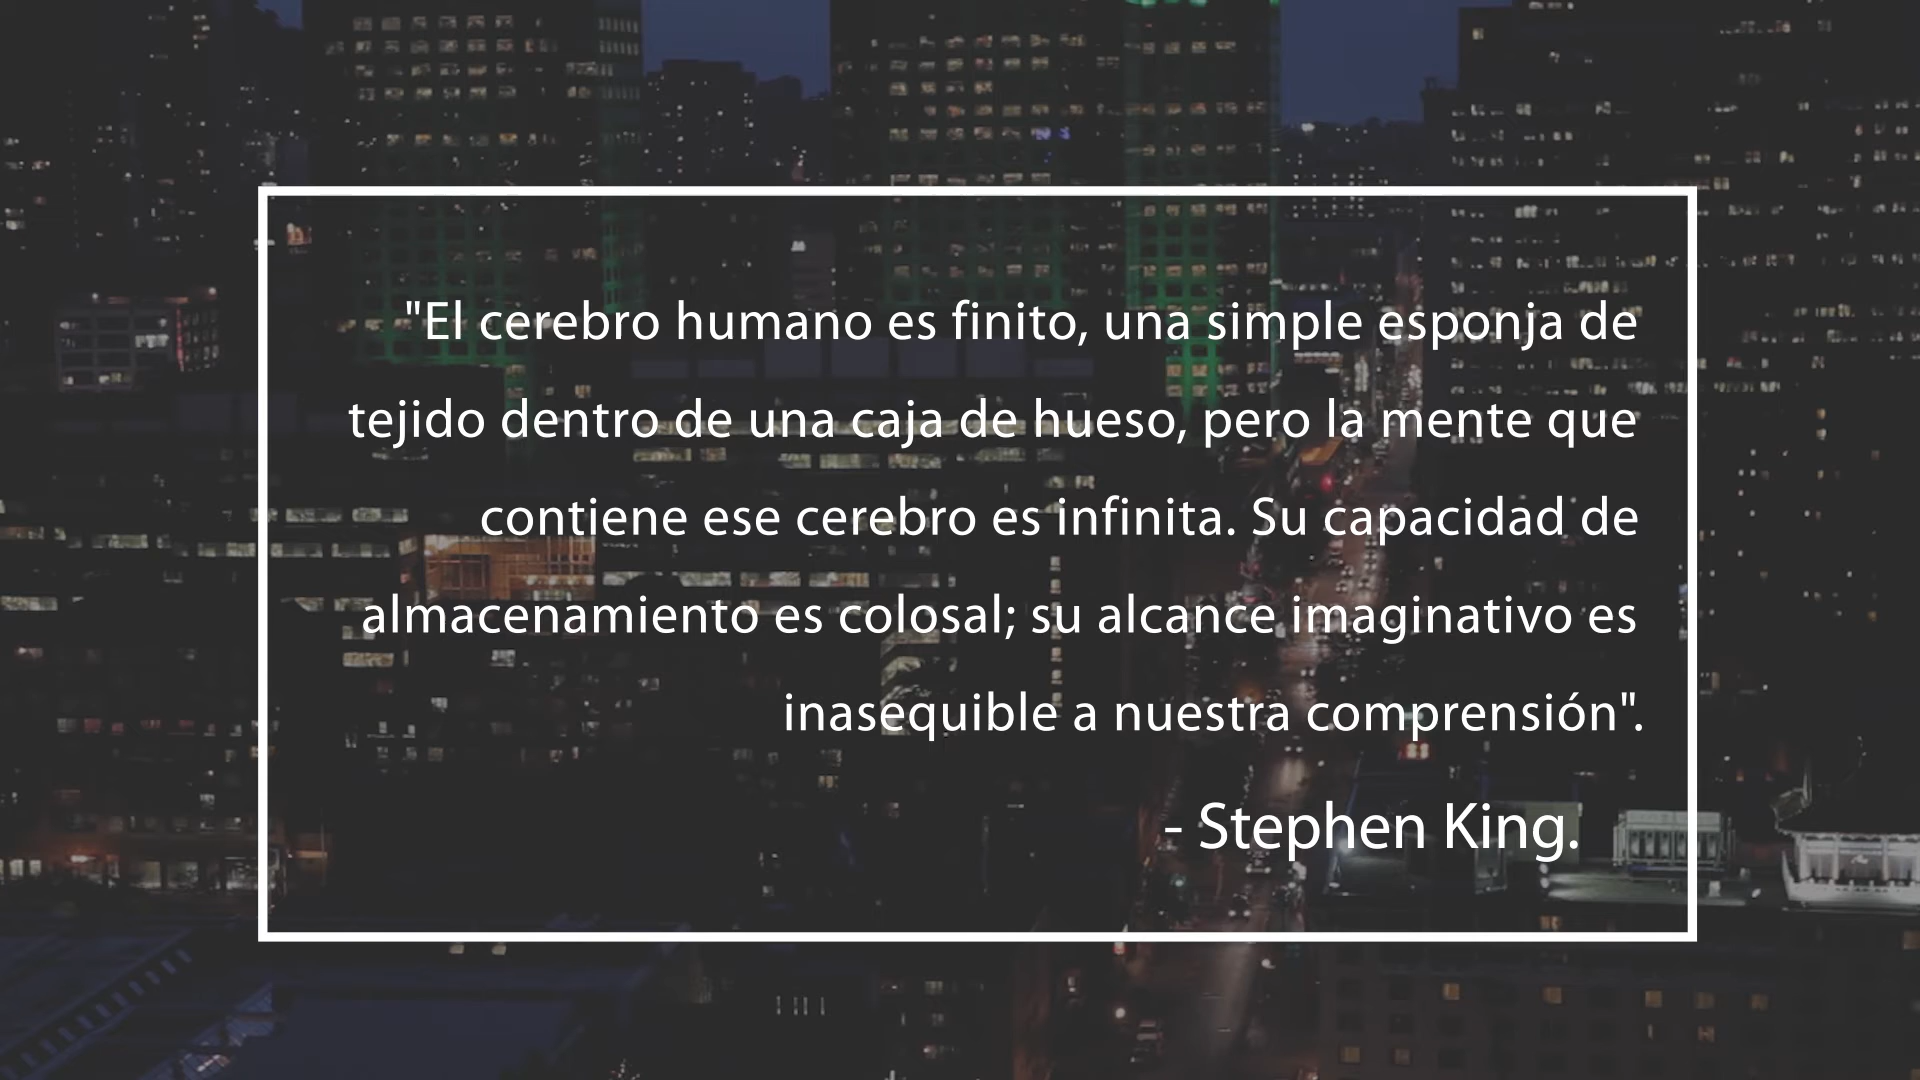 "El cerebro humano es finito, una simple esponja de
tejido dentro de una caja de hueso, pero la mente que
contiene ese cerebro es infinita. Su capacidad de
almacenamiento es colosal; su alcance imaginativo es
inasequible a nuestra comprensión".
- Stephen King.